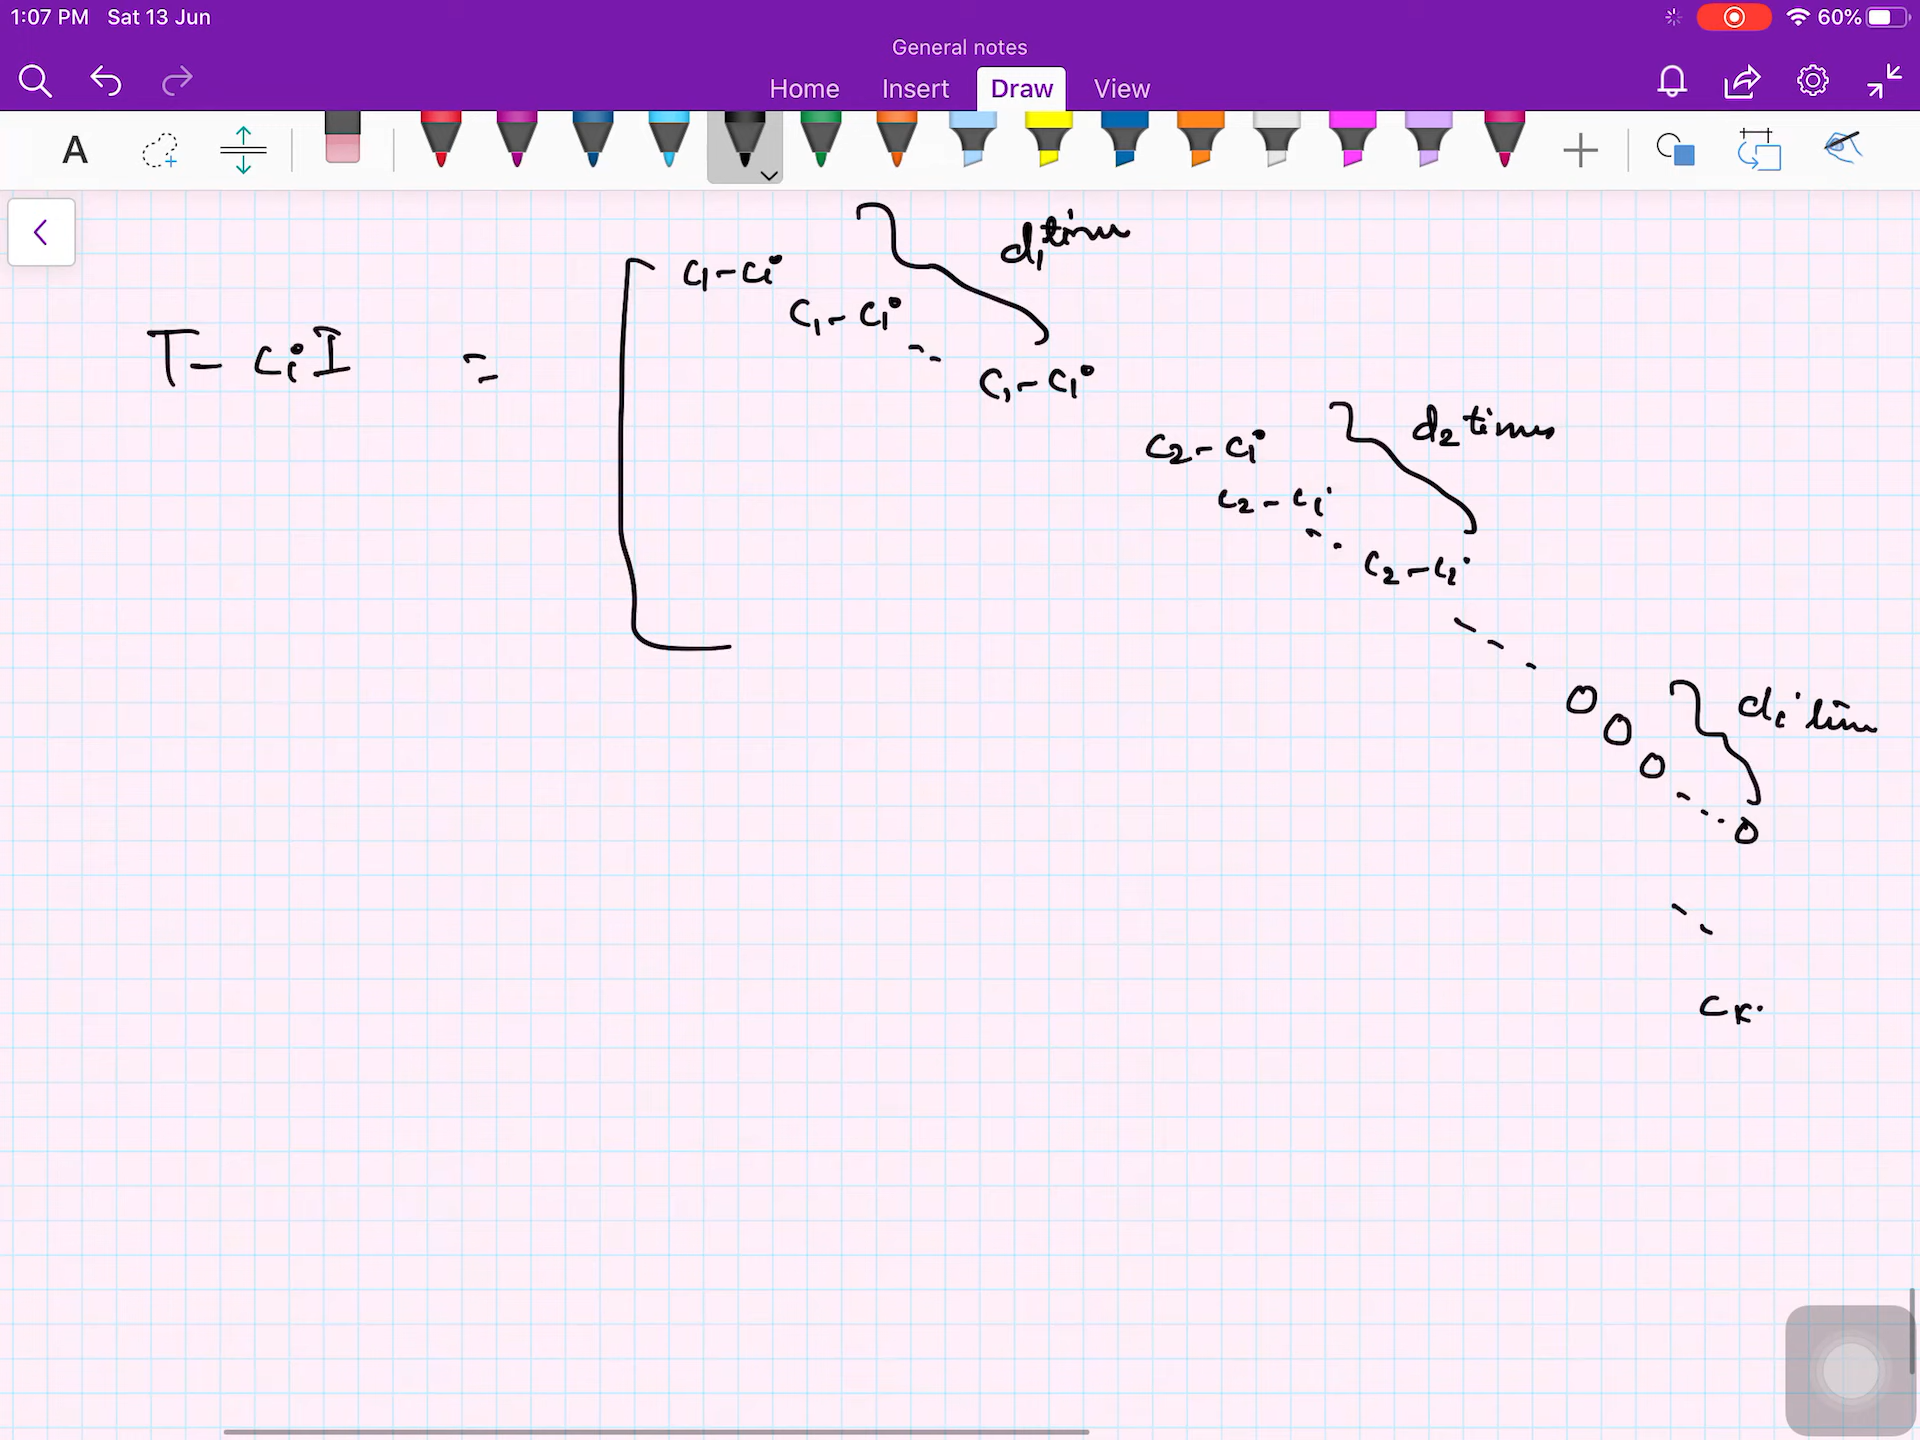 1:07 PM Sat 13 Jun
60%
General notes
Home Insert Draw View
A
d₁ times
c₁ - cᵢ
c₁ - cᵢ
T - cᵢI =
c₁ - cᵢ
d₂ times
c₂ - cᵢ
c₂ - cᵢ
c₂ - cᵢ
0
dᵢ time
0
0
0
cₖ